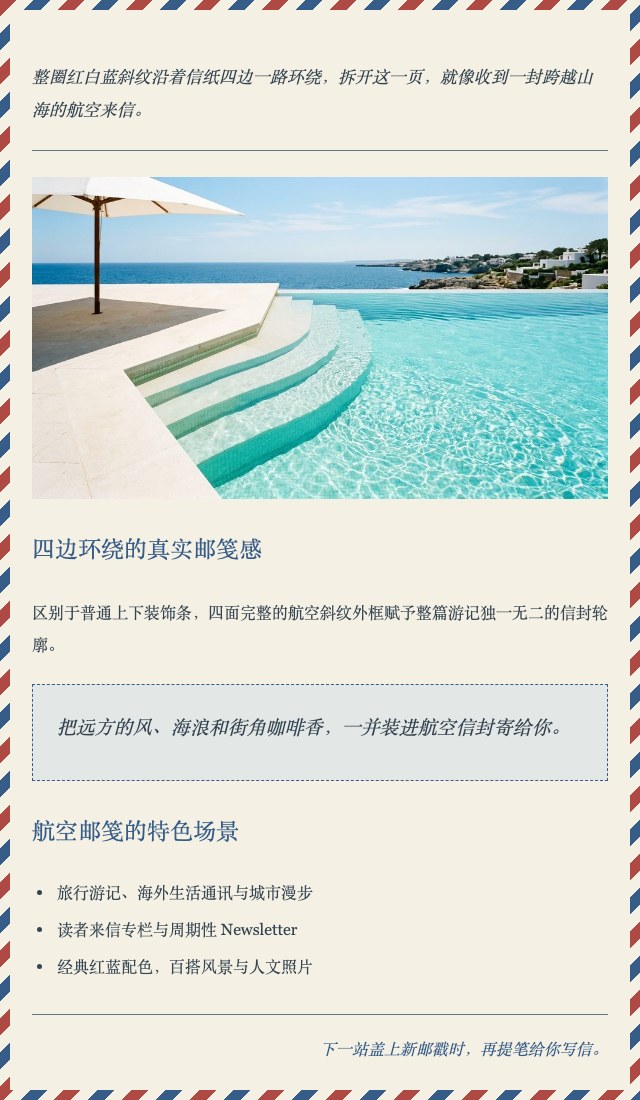 整圈红白蓝斜纹沿着信纸四边一路环绕，拆开这一页，就像收到一封跨越山
海的航空来信。
四边环绕的真实邮笺感
区别于普通上下装饰条，四面完整的航空斜纹外框赋予整篇游记独一无二的信封轮
廓。
把远方的风、海浪和街角咖啡香，一并装进航空信封寄给你。
航空邮笺的特色场景
• 旅行游记、海外生活通讯与城市漫步
• 读者来信专栏与周期性 Newsletter
• 经典红蓝配色，百搭风景与人文照片
下一站盖上新邮戳时，再提笔给你写信。